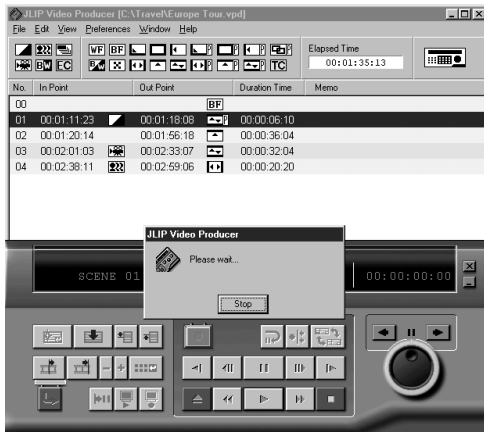 JLIP Video Producer [C:\Travel\Europe Tour.vpd]
File Edit View Preferences Window Help
WF BF P P P P
BW EC P P P TC
Elapsed Time
00:01:35:13
No. In Point Out Point Duration Time Memo
00 BF
01 00:01:11:23 00:01:18:08 P 00:00:06:10
02 00:01:20:14 00:01:56:18 00:00:36:04
03 00:02:01:03 00:02:33:07 00:00:32:04
04 00:02:38:11 00:02:59:06 00:00:20:20
JLIP Video Producer
Please wait...
Stop
SCENE 01
00:00:00:00